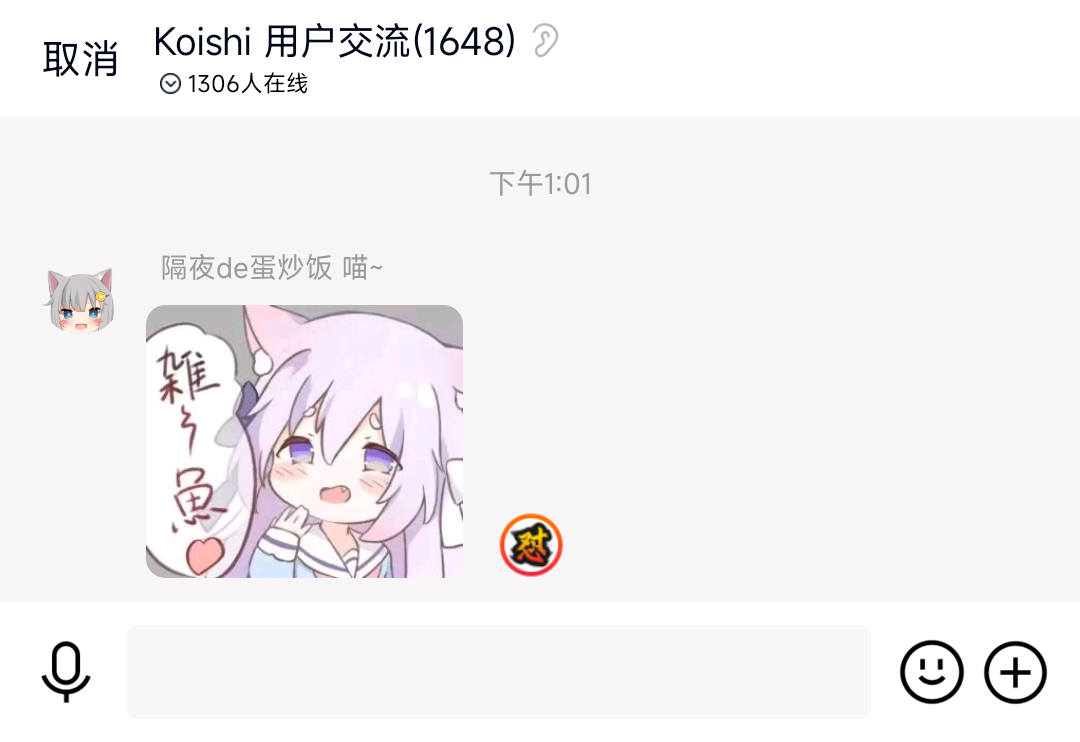 取消
Koishi 用户交流(1648)
1306人在线
下午1:01
隔夜de蛋炒饭 喵~
雑~魚
怼